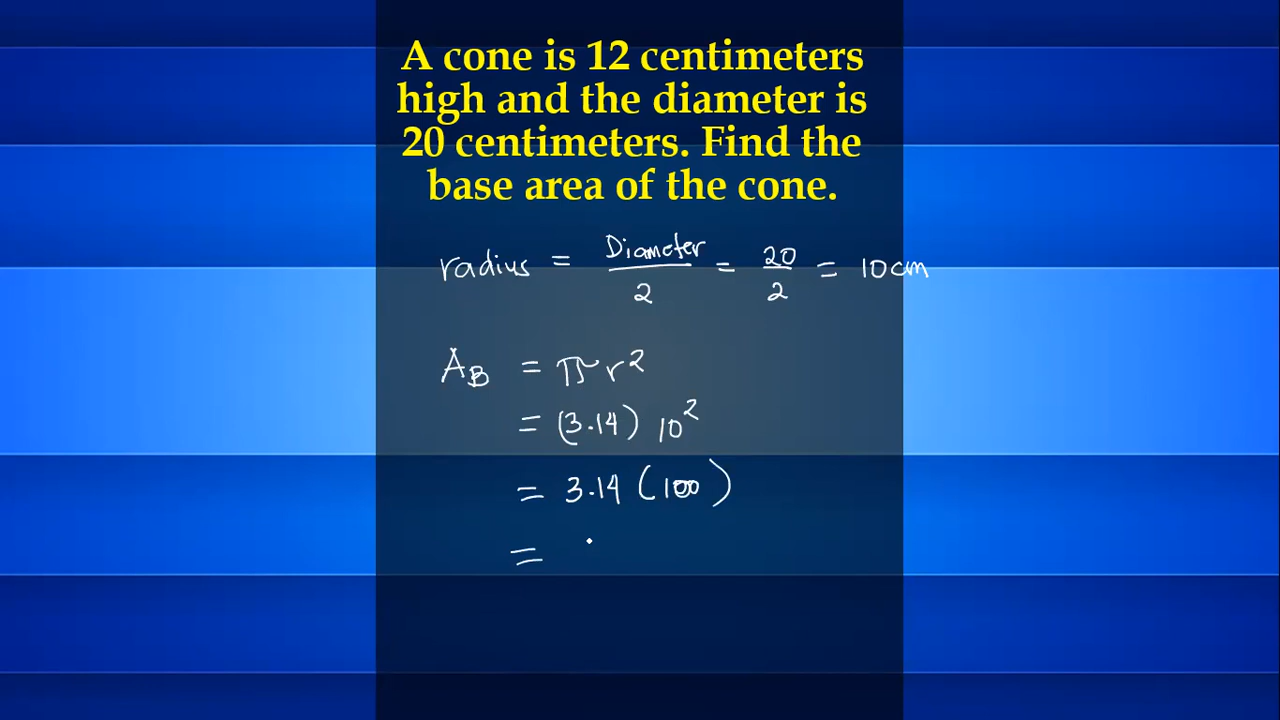 A cone is 12 centimeters
high and the diameter is
20 centimeters. Find the
base area of the cone.
radius = Diameter/2 = 20/2 = 10cm
A_B = πr²
= (3.14) 10²
= 3.14 (100)
=